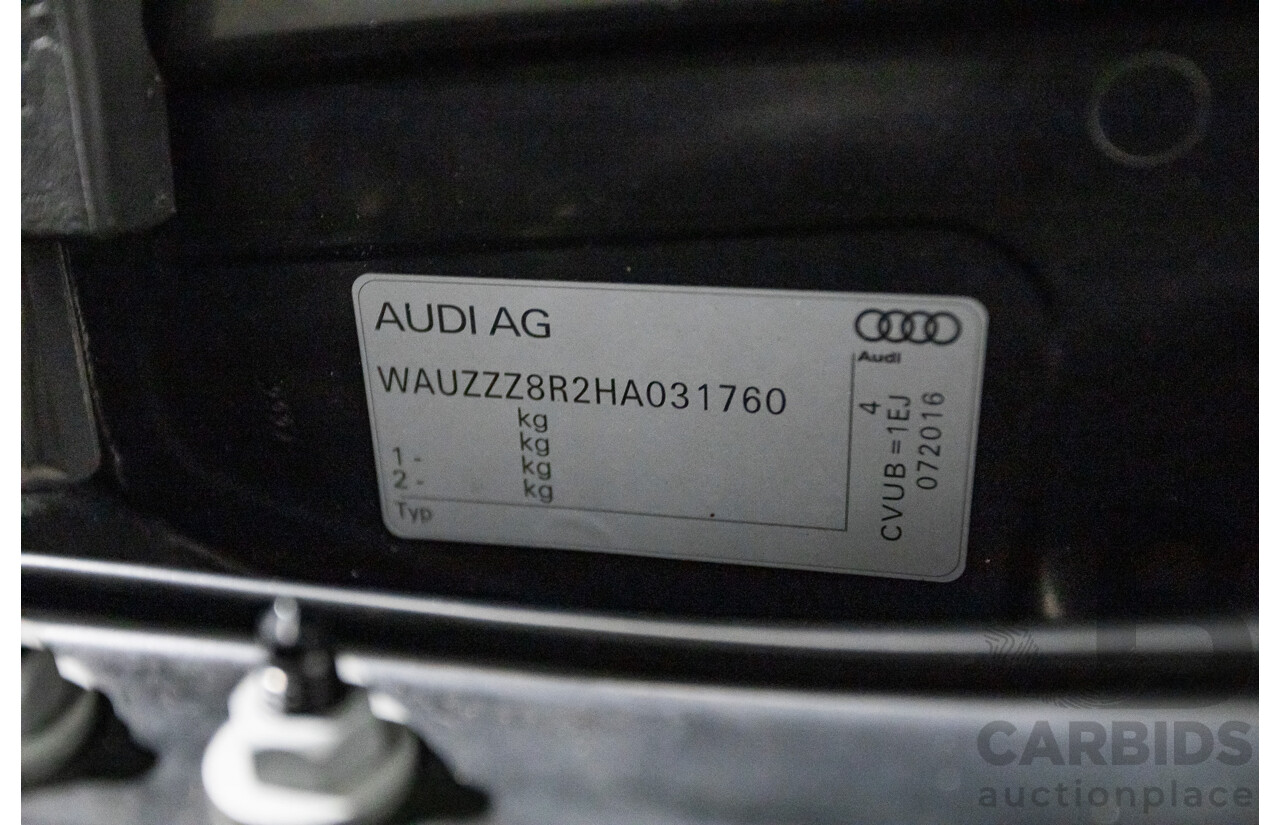 AUDI AG
Audi
WAUZZZ8R2HA031760
kg
kg
1 - kg
2 - kg
Typ
4
CVUB = 1EJ
072016
CARBIDS
auctionplace